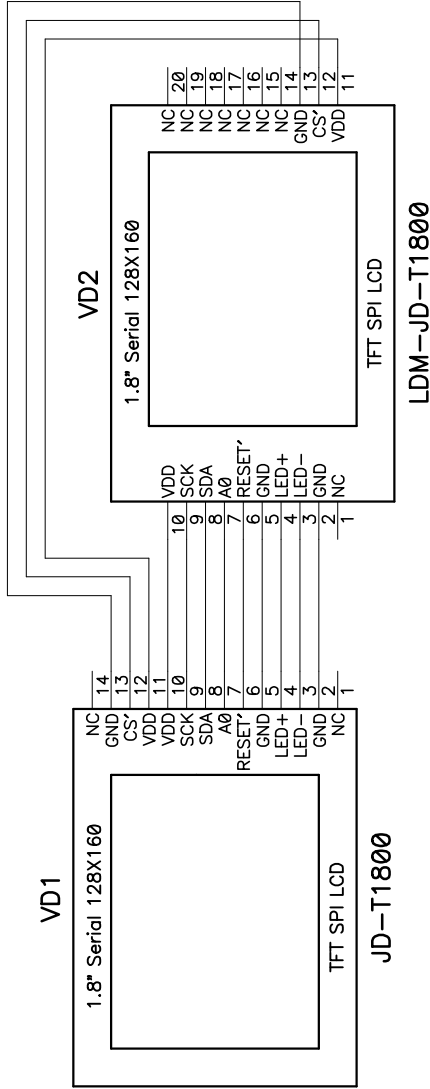 VD2
1.8" Serial 128X160
TFT SPI LCD
LDM-JD-T1800
NC 20
NC 19
NC 18
NC 17
NC 16
NC 15
NC 14
GND 13
CS' 12
VDD 11
VDD 10
SCK 9
SDA 8
A0 7
RESET' 6
GND 5
LED+ 4
LED- 3
GND 2
NC 1
VD1
1.8" Serial 128X160
TFT SPI LCD
JD-T1800
NC 14
GND 13
CS' 12
VDD 11
VDD 10
SCK 9
SDA 8
A0 7
RESET' 6
GND 5
LED+ 4
LED- 3
GND 2
NC 1